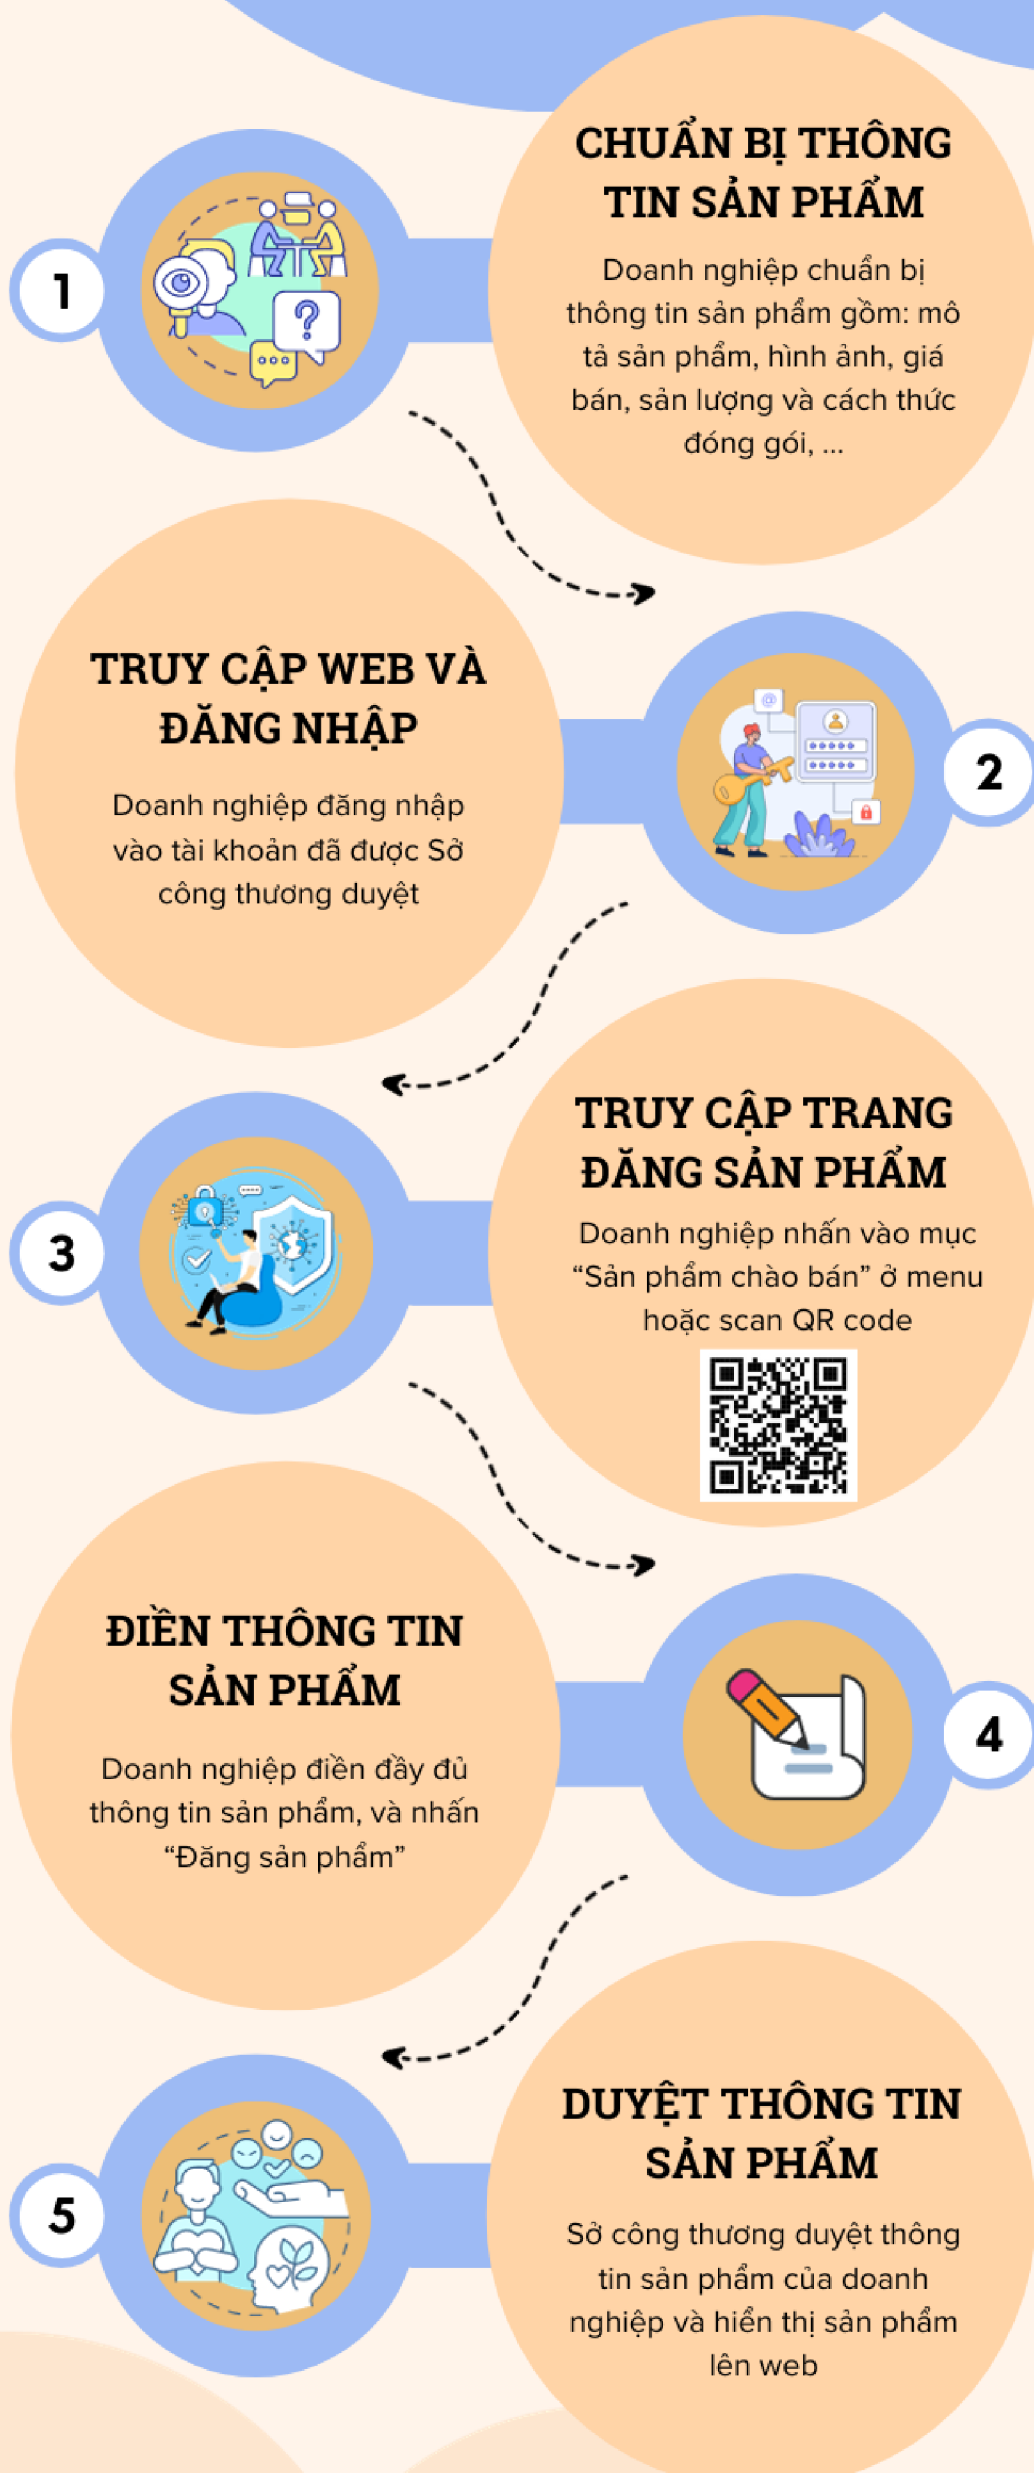 1
CHUẨN BỊ THÔNG
TIN SẢN PHẨM
Doanh nghiệp chuẩn bị
thông tin sản phẩm gồm: mô
tả sản phẩm, hình ảnh, giá
bán, sản lượng và cách thức
đóng gói, ...
2
TRUY CẬP WEB VÀ
ĐĂNG NHẬP
Doanh nghiệp đăng nhập
vào tài khoản đã được Sở
công thương duyệt
3
TRUY CẬP TRANG
ĐĂNG SẢN PHẨM
Doanh nghiệp nhấn vào mục
“Sản phẩm chào bán” ở menu
hoặc scan QR code
4
ĐIỀN THÔNG TIN
SẢN PHẨM
Doanh nghiệp điền đầy đủ
thông tin sản phẩm, và nhấn
“Đăng sản phẩm”
5
DUYỆT THÔNG TIN
SẢN PHẨM
Sở công thương duyệt thông
tin sản phẩm của doanh
nghiệp và hiển thị sản phẩm
lên web